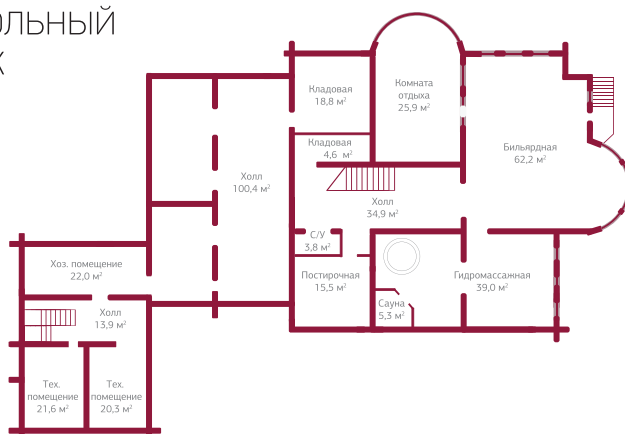 Кладовая
18,8 м²
Комната
отдыха
25,9 м²
Кладовая
4,6 м²
Бильярдная
62,2 м²
Холл
100,4 м²
Холл
34,9 м²
С/У
3,8 м²
Хоз. помещение
22,0 м²
Постирочная
15,5 м²
Гидромассажная
39,0 м²
Сауна
5,3 м²
Холл
13,9 м²
Тех.
помещение
21,6 м²
Тех.
помещение
20,3 м²